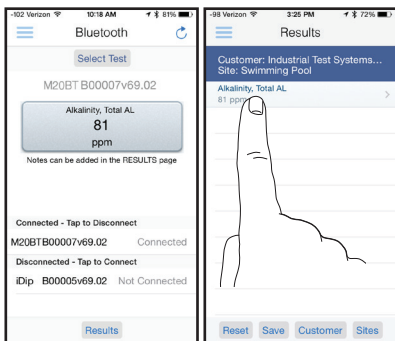 -102 Verizon 10:18 AM 81%
Bluetooth
Select Test
M20BT B00007v69.02
Alkalinity, Total AL
81
ppm
Notes can be added in the RESULTS page
Connected - Tap to Disconnect
M20BT B00007v69.02 Connected
Disconnected - Tap to Connect
iDip B00005v69.02 Not Connected
Results
-98 Verizon 3:25 PM 72%
Results
Customer: Industrial Test Systems...
Site: Swimming Pool
Alkalinity, Total AL
81 ppm
Reset Save Customer Sites